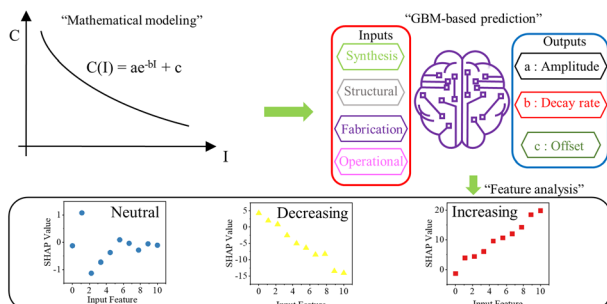 “Mathematical modeling”
C
C(I) = ae-bI + c
I
“GBM-based prediction”
Inputs
Synthesis
Structural
Fabrication
Operational
Outputs
a : Amplitude
b : Decay rate
c : Offset
“Feature analysis”
Neutral
SHAP Value
1
0
-1
0 2 4 6 8 10
Input Feature
Decreasing
SHAP Value
5
0
-5
-10
-15
0 2 4 6 8 10
Input Feature
Increasing
SHAP Value
20
10
0
0 2 4 6 8 10
Input Feature